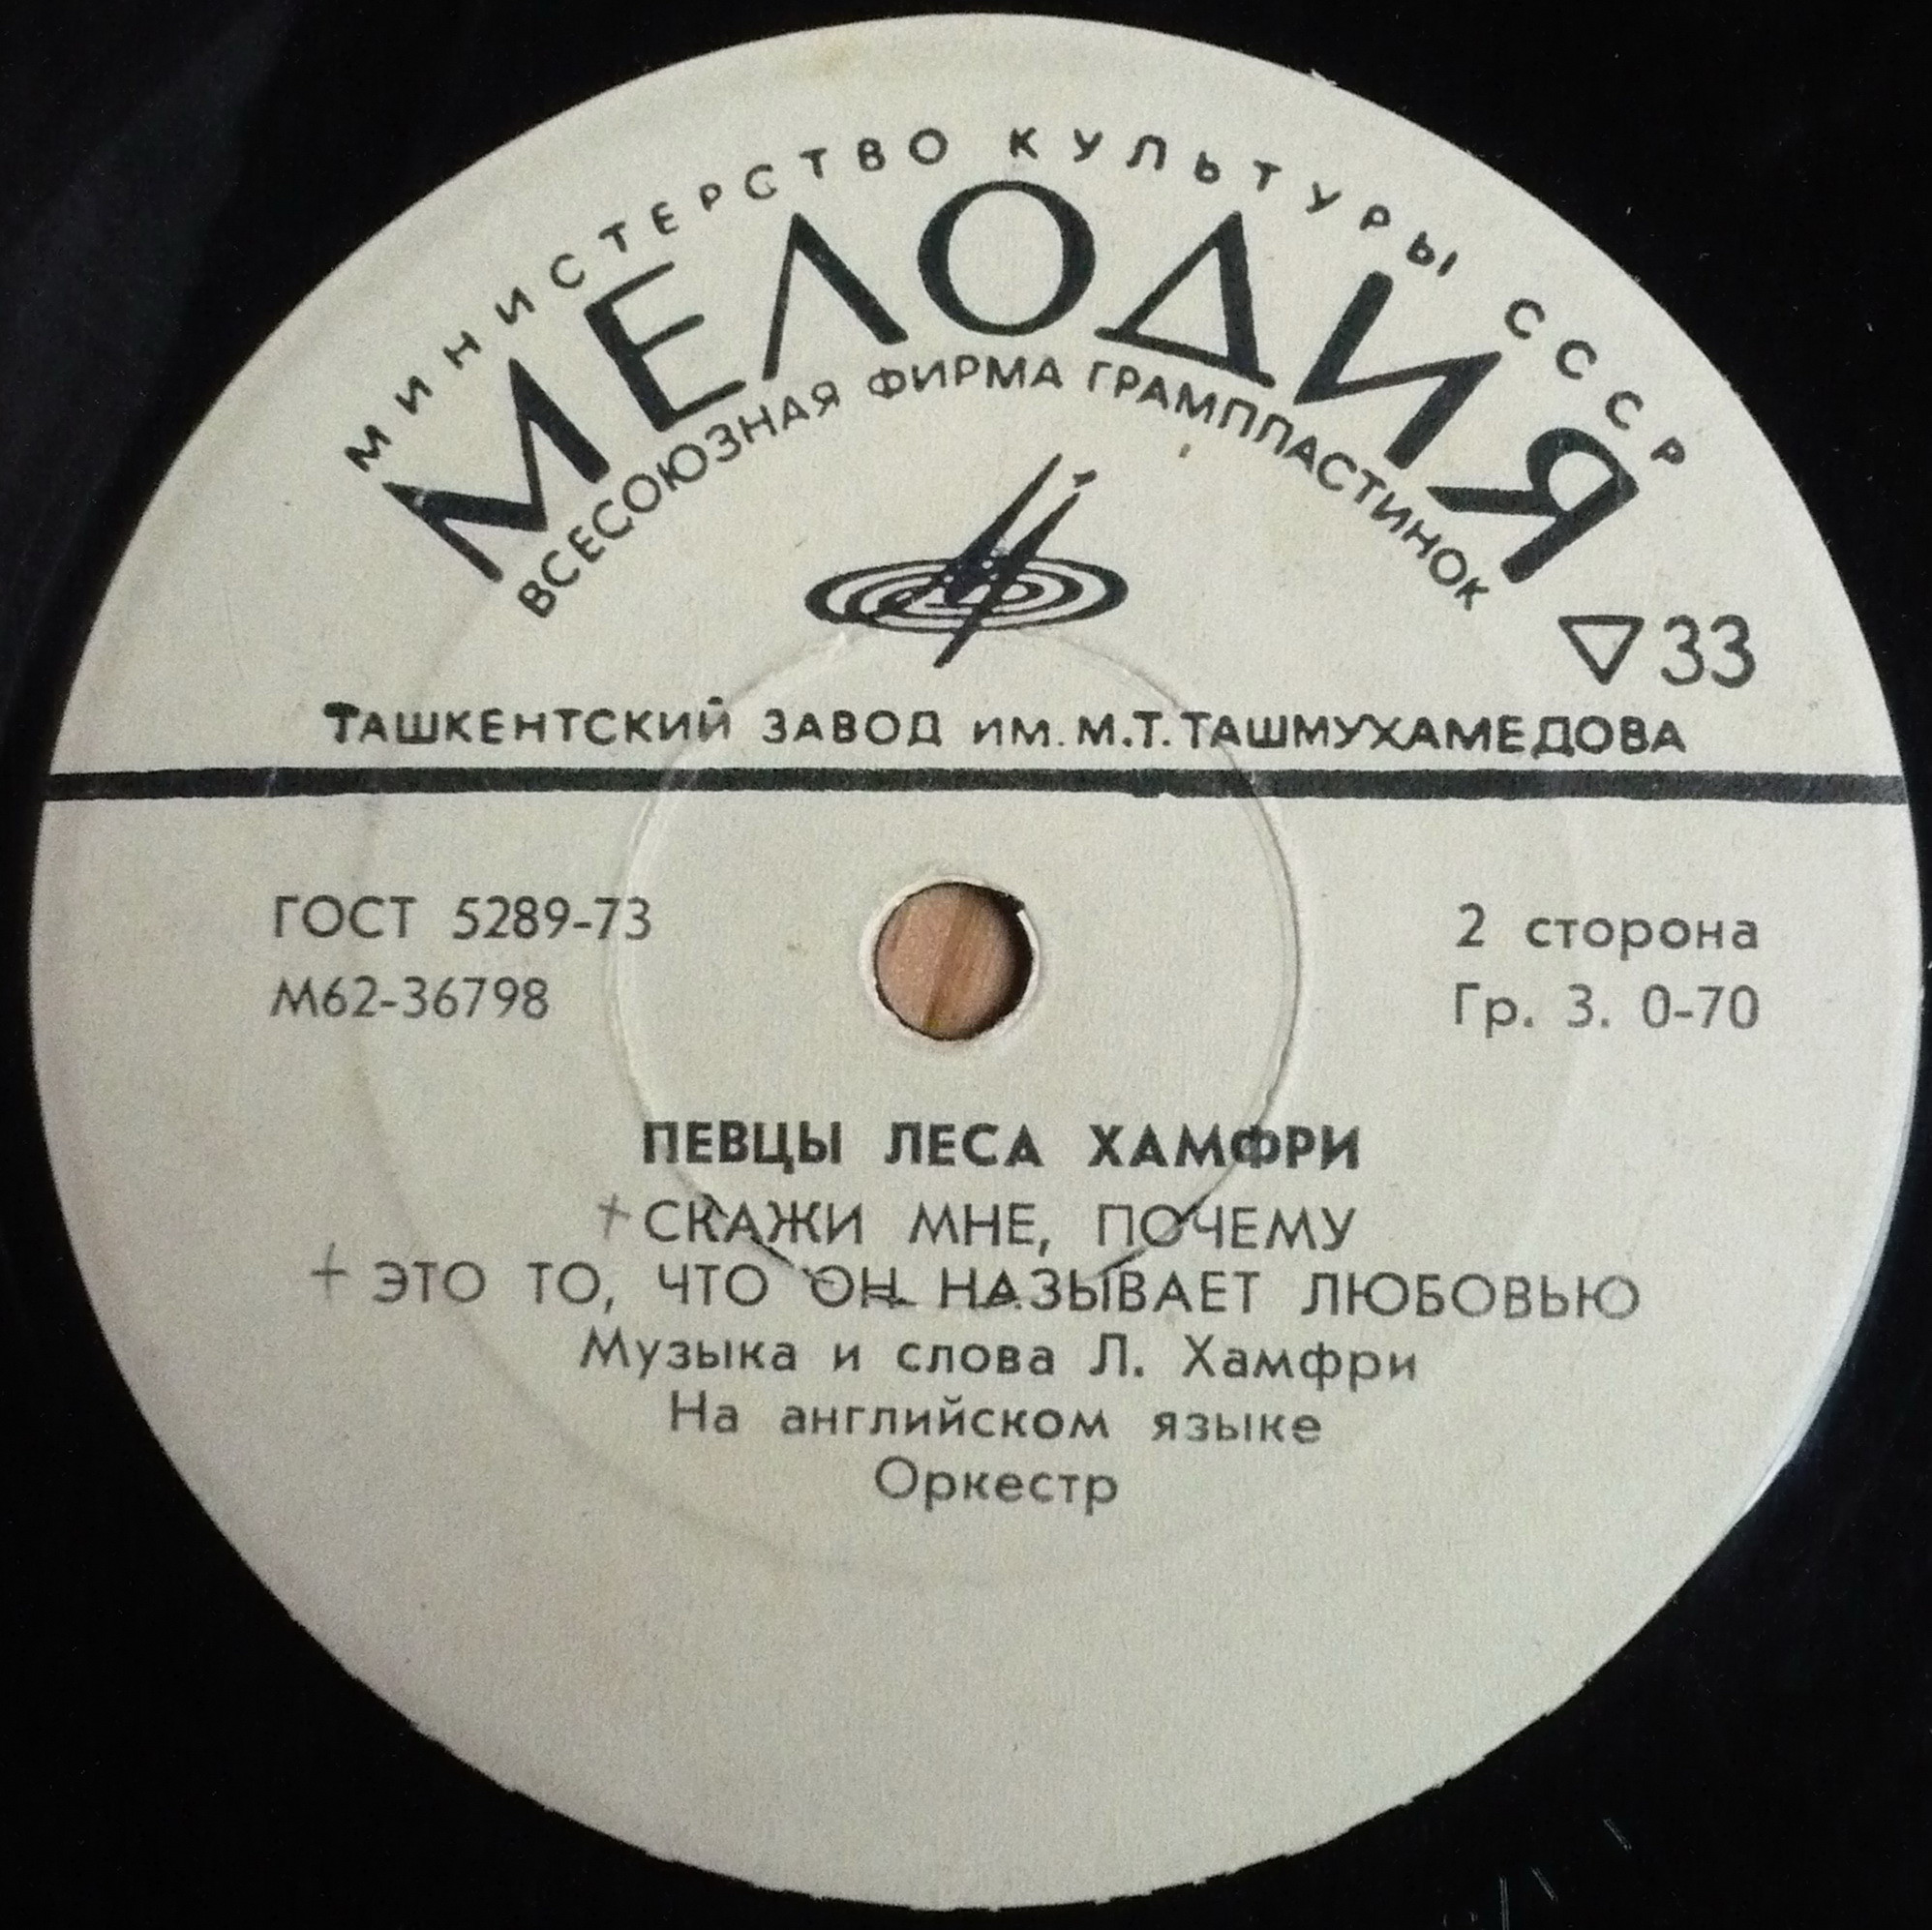 МИНИСТЕРСТВО КУЛЬТУРЫ СССР
МЕЛОДИЯ
ВСЕСОЮЗНАЯ ФИРМА ГРАМПЛАСТИНОК
▽33
ТАШКЕНТСКИЙ ЗАВОД ИМ. М.Т. ТАШМУХАМЕДОВА
ГОСТ 5289-73
2 сторона
М62-36798
Гр. 3. 0-70
ПЕВЦЫ ЛЕСА ХАМФРИ
+ СКАЖИ МНЕ, ПОЧЕМУ
+ ЭТО ТО, ЧТО ОН НАЗЫВАЕТ ЛЮБОВЬЮ
Музыка и слова Л. Хамфри
На английском языке
Оркестр